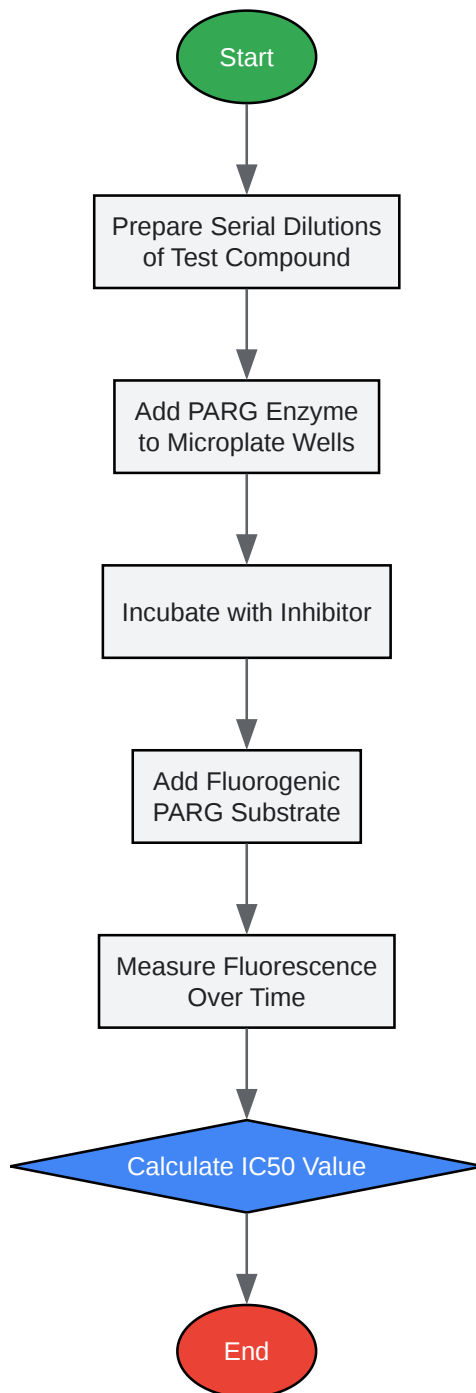 Start
Prepare Serial Dilutions
of Test Compound
Add PARG Enzyme
to Microplate Wells
Incubate with Inhibitor
Add Fluorogenic
PARG Substrate
Measure Fluorescence
Over Time
Calculate IC50 Value
End